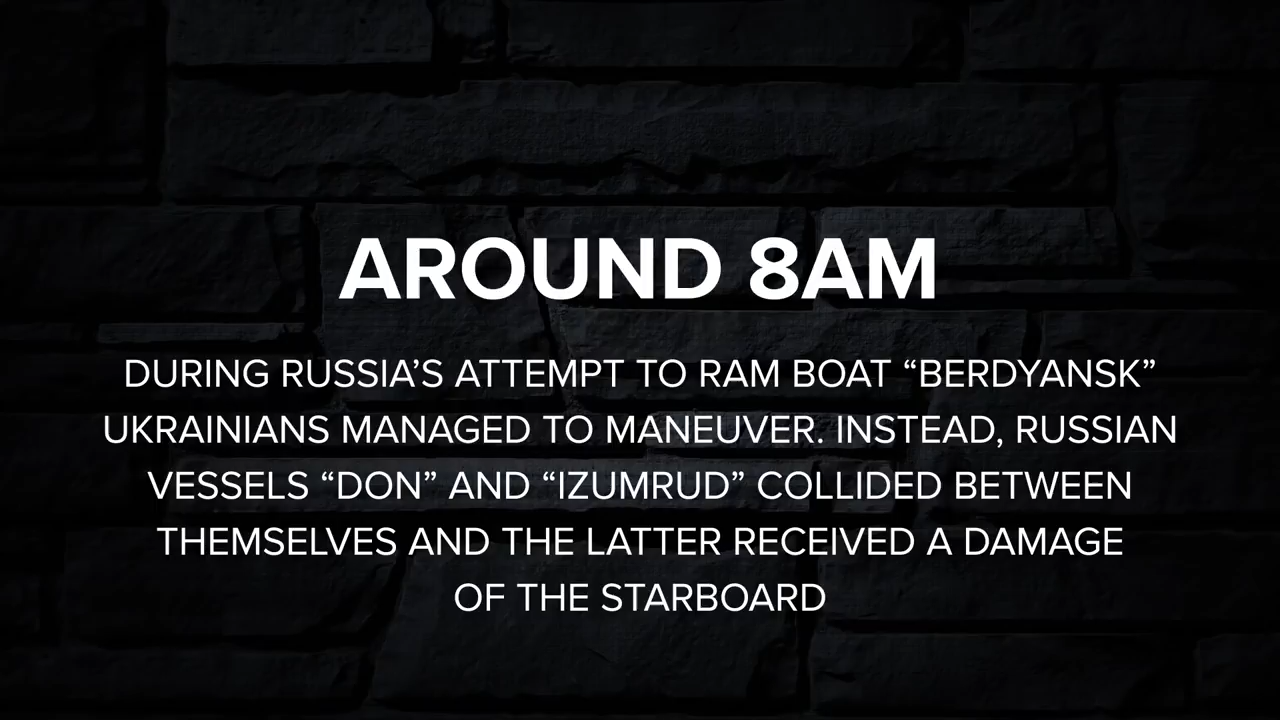 AROUND 8AM
DURING RUSSIA’S ATTEMPT TO RAM BOAT “BERDYANSK”
UKRAINIANS MANAGED TO MANEUVER. INSTEAD, RUSSIAN
VESSELS “DON” AND “IZUMRUD” COLLIDED BETWEEN
THEMSELVES AND THE LATTER RECEIVED A DAMAGE
OF THE STARBOARD